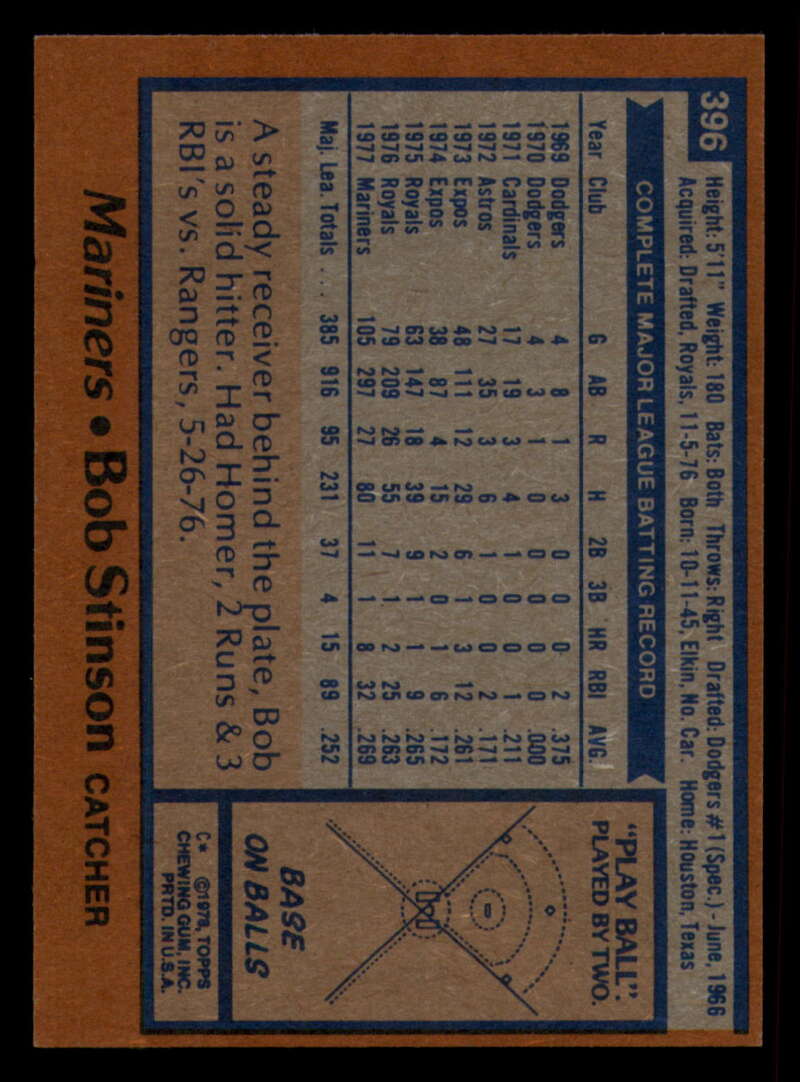 396
Height: 5'11" Weight: 180 Bats: Both Throws: Right Drafted: Dodgers #1 (Spec.) - June, 1966
Acquired: Drafted, Royals, 11-5-76 Born: 10-11-45, Elkin, No. Car. Home: Houston, Texas
COMPLETE MAJOR LEAGUE BATTING RECORD
Year Club G AB R H 2B 3B HR RBI AVG.
1969 Dodgers 4 8 1 3 0 0 0 2 .375
1970 Dodgers 4 3 1 0 0 0 0 0 .000
1971 Cardinals 17 19 3 4 1 0 0 1 .211
1972 Astros 27 35 3 6 1 0 0 2 .171
1973 Expos 48 111 12 29 6 1 3 12 .261
1974 Expos 38 87 4 15 2 0 1 6 .172
1975 Royals 63 147 18 39 9 1 1 9 .265
1976 Royals 79 209 26 55 7 1 2 25 .263
1977 Mariners 105 297 27 80 11 1 8 32 .269
Maj. Lea. Totals ... 385 916 95 231 37 4 15 89 .252
A steady receiver behind the plate, Bob
is a solid hitter. Had Homer, 2 Runs & 3
RBI's vs. Rangers, 5-26-76.
"PLAY BALL":
PLAYED BY TWO.
BASE
ON BALLS
C* ©1978, TOPPS
CHEWING GUM, INC.
PRTD. IN U.S.A.
Mariners • Bob Stinson CATCHER